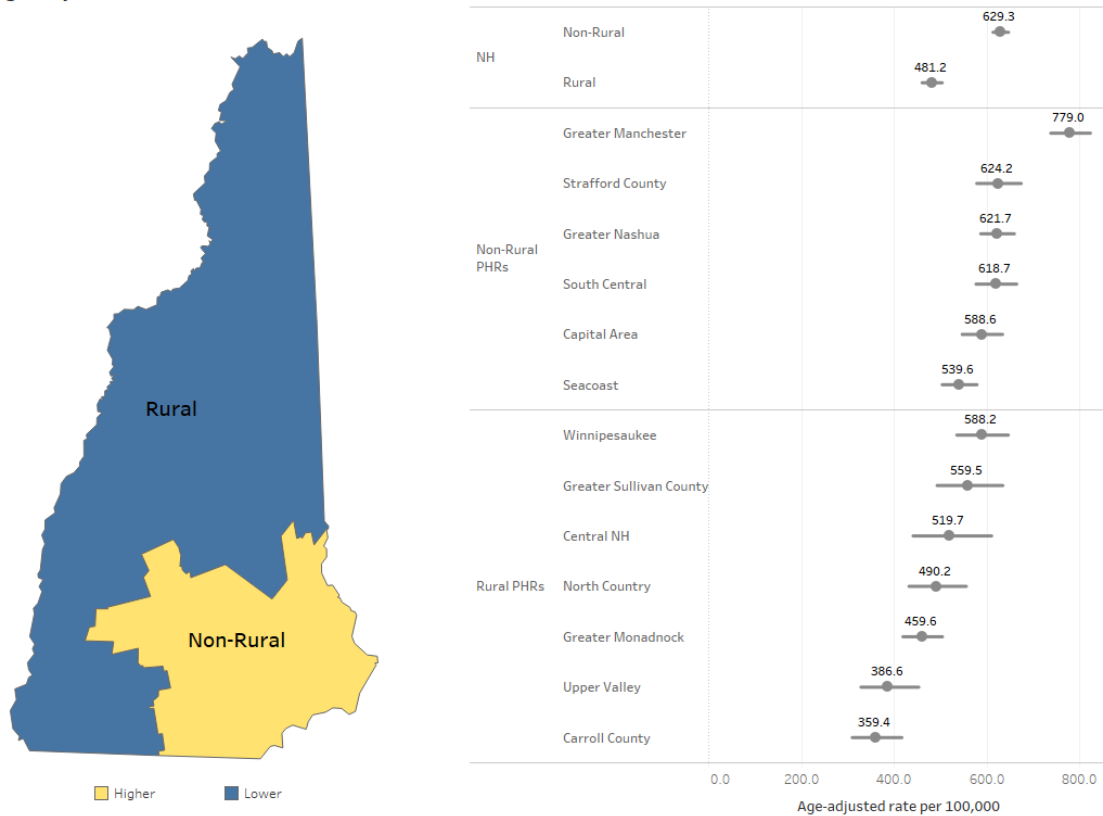 Rural
Non-Rural
Higher
Lower
NH
Non-Rural
629.3
Rural
481.2
Non-Rural
PHRs
Greater Manchester
779.0
Strafford County
624.2
Greater Nashua
621.7
South Central
618.7
Capital Area
588.6
Seacoast
539.6
Rural PHRs
Winnipesaukee
588.2
Greater Sullivan County
559.5
Central NH
519.7
North Country
490.2
Greater Monadnock
459.6
Upper Valley
386.6
Carroll County
359.4
0.0 200.0 400.0 600.0 800.0
Age-adjusted rate per 100,000